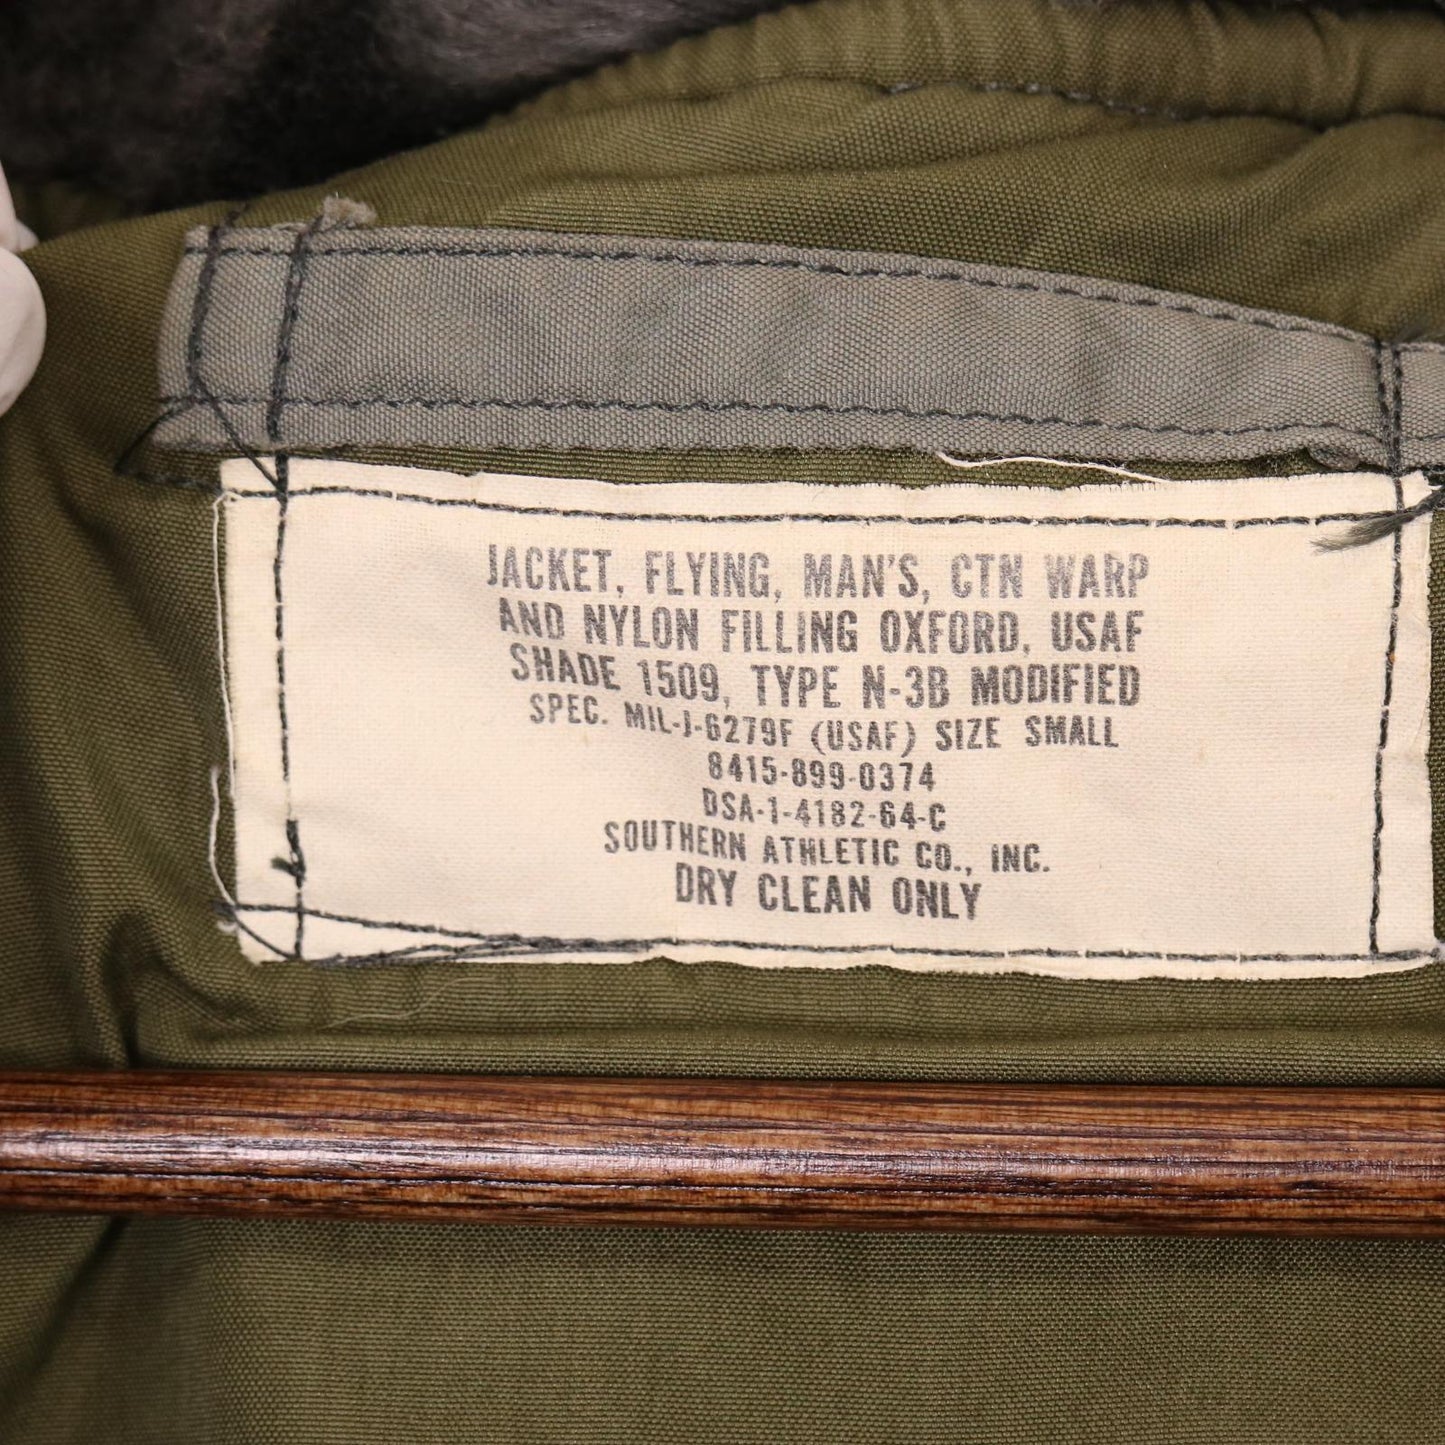 JACKET, FLYING, MAN'S, CTN WARP
AND NYLON FILLING OXFORD, USAF
SHADE 1509, TYPE N-3B MODIFIED
SPEC. MIL-J-6279F (USAF) SIZE SMALL
8415-899-0374
DSA-1-4182-64-C
SOUTHERN ATHLETIC CO., INC.
DRY CLEAN ONLY